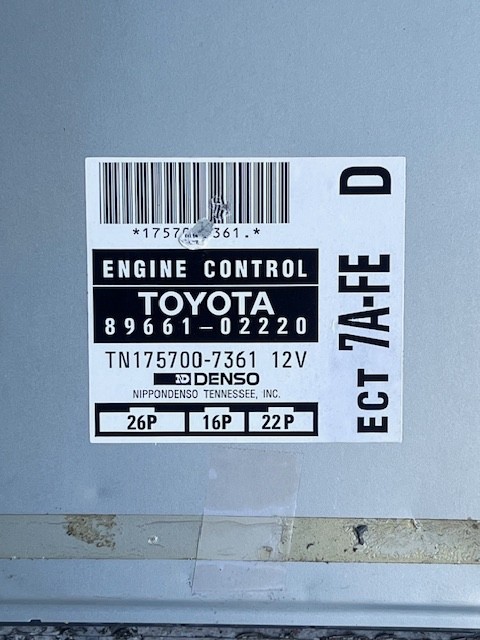 ENGINE CONTROL
TOYOTA
89661-02220
TN175700-7361 12V
DENSO
NIPPONDENSO TENNESSEE, INC.
26P 16P 22P
ECT 7A-FE D